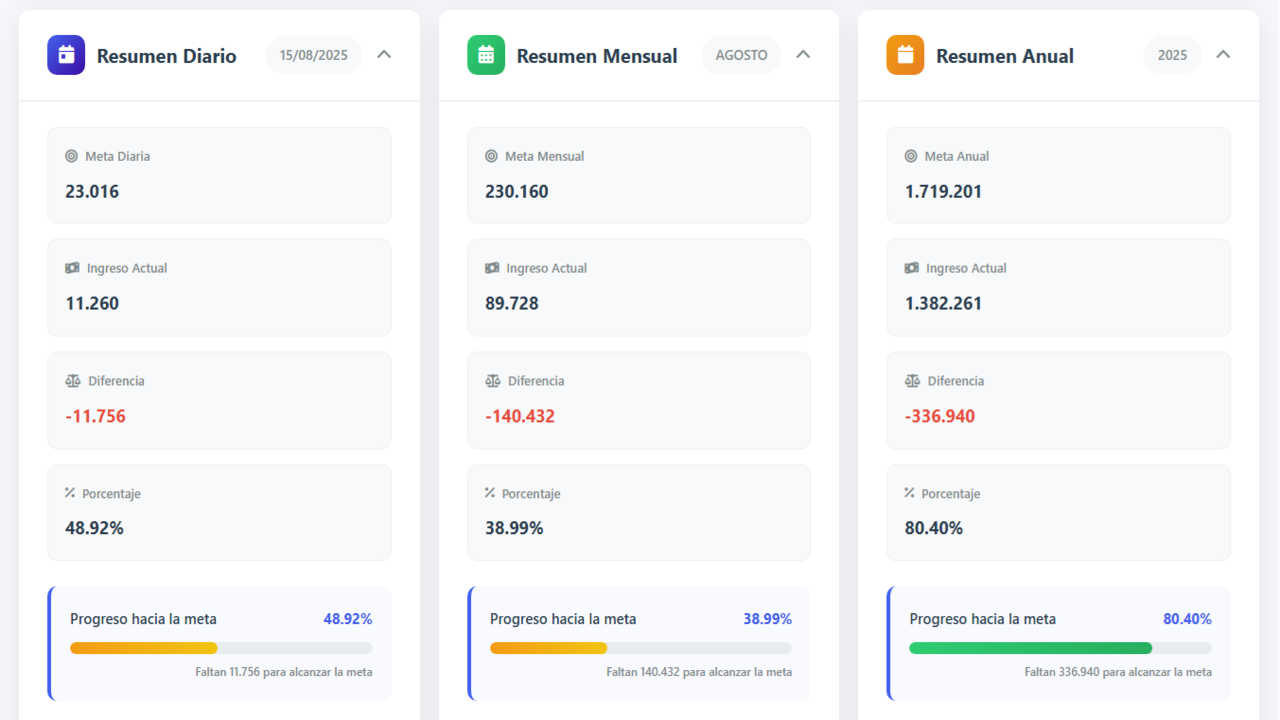 Resumen Diario
15/08/2025
Meta Diaria
23.016
Ingreso Actual
11.260
Diferencia
-11.756
Porcentaje
48.92%
Progreso hacia la meta 48.92%
Faltan 11.756 para alcanzar la meta
Resumen Mensual
AGOSTO
Meta Mensual
230.160
Ingreso Actual
89.728
Diferencia
-140.432
Porcentaje
38.99%
Progreso hacia la meta 38.99%
Faltan 140.432 para alcanzar la meta
Resumen Anual
2025
Meta Anual
1.719.201
Ingreso Actual
1.382.261
Diferencia
-336.940
Porcentaje
80.40%
Progreso hacia la meta 80.40%
Faltan 336.940 para alcanzar la meta